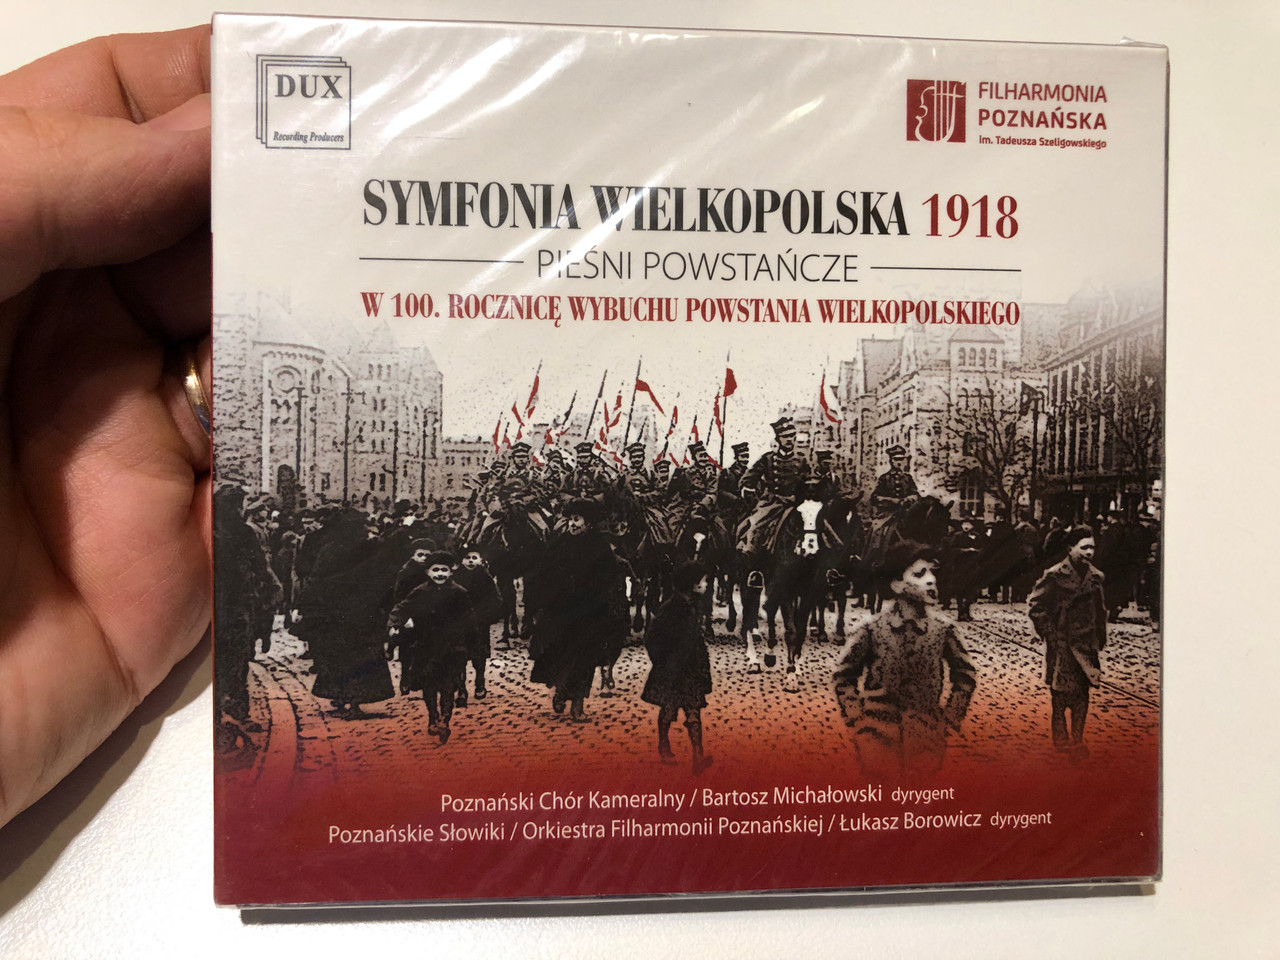 DUX
Recording Producers
FILHARMONIA
POZNAŃSKA
im. Tadeusza Szeligowskiego
SYMFONIA WIELKOPOLSKA 1918
PIEŚNI POWSTAŃCZE
W 100. ROCZNICĘ WYBUCHU POWSTANIA WIELKOPOLSKIEGO
Poznański Chór Kameralny / Bartosz Michałowski dyrygent
Poznańskie Słowiki / Orkiestra Filharmonii Poznańskiej / Łukasz Borowicz dyrygent